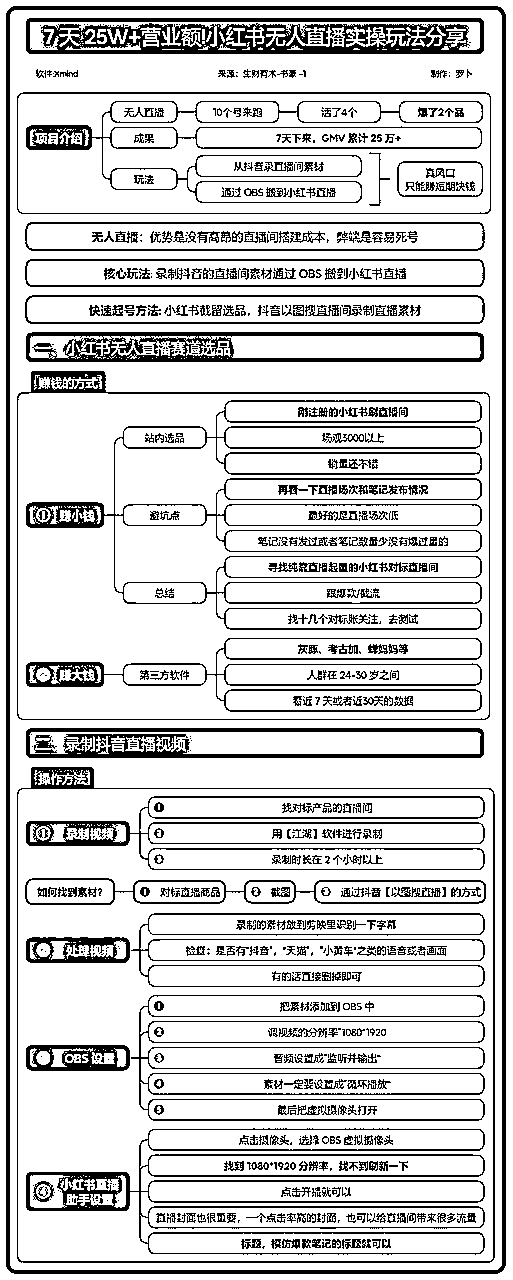 7天 25W+营业额!小红书无人直播实操玩法分享
软件:Xmind 来源：生财有术-书豪 -1 制作：罗卜
项目介绍
无人直播 10个号来跑 活了4个 爆了2个品
成果 7天下来，GMV 累计 25 万+
玩法
从抖音录直播间素材
通过 OBS 搬到小红书直播
真风口
只能赚短期快钱
无人直播：优势是没有高昂的直播间搭建成本，弊端是容易死号
核心玩法: 录制抖音的直播间素材通过 OBS 搬到小红书直播
快速起号方法: 小红书截留选品，抖音以图搜直播间录制直播素材
一 小红书无人直播赛道选品
赚钱的方式
① 赚小钱
站内选品
刚注册的小红书刷直播间
场观3000以上
销量还不错
避坑点
再看一下直播场次和笔记发布情况
最好的是直播场次低
笔记没有发过或者笔记数量少没有爆过量的
总结
寻找纯靠直播起量的小红书对标直播间
跟爆款/截流
找十几个对标账关注，去测试
② 赚大钱
第三方软件
灰豚、考古加、蝉妈妈等
人群在 24-30 岁之间
看近 7 天或者近30天的数据
二 录制抖音直播视频
操作方法
① 录制视频
❶ 找对标产品的直播间
❷ 用【江湖】软件进行录制
❸ 录制时长在 2 个小时以上
如何找到素材? ❶ 对标直播商品 ❷ 截图 ❸ 通过抖音【以图搜直播】的方式
② 处理视频
录制的素材放到剪映里识别一下字幕
检查：是否有"抖音"，"天猫"，"小黄车"之类的语音或者画面
有的话直接删掉即可
③ OBS 设置
❶ 把素材添加到 OBS 中
❷ 调视频的分辨率"1080*1920
❸ 音频设置成"监听并输出"
❹ 素材一定要设置成"循环播放"
❺ 最后把虚拟摄像头打开
④ 小红书直播
助手设置
点击摄像头，选择 OBS 虚拟摄像头
找到 1080*1920 分辨率，找不到刷新一下
点击开播就可以
直播封面也很重要，一个点击率高的封面，也可以给直播间带来很多流量
标题，模仿爆款笔记的标题就可以